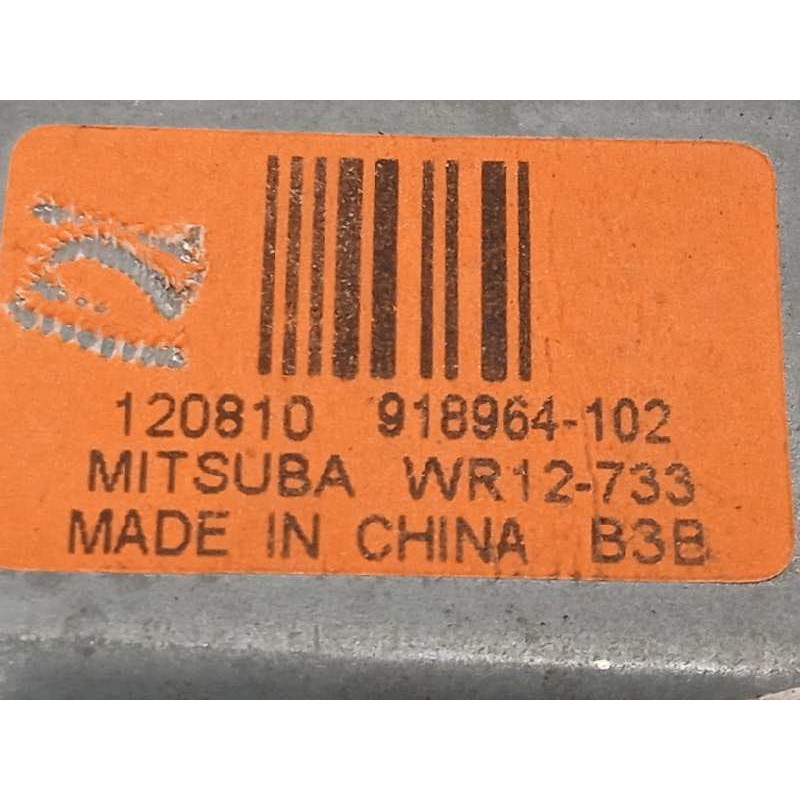 120810 918964-102
MITSUBA WR12-733
MADE IN CHINA B3B